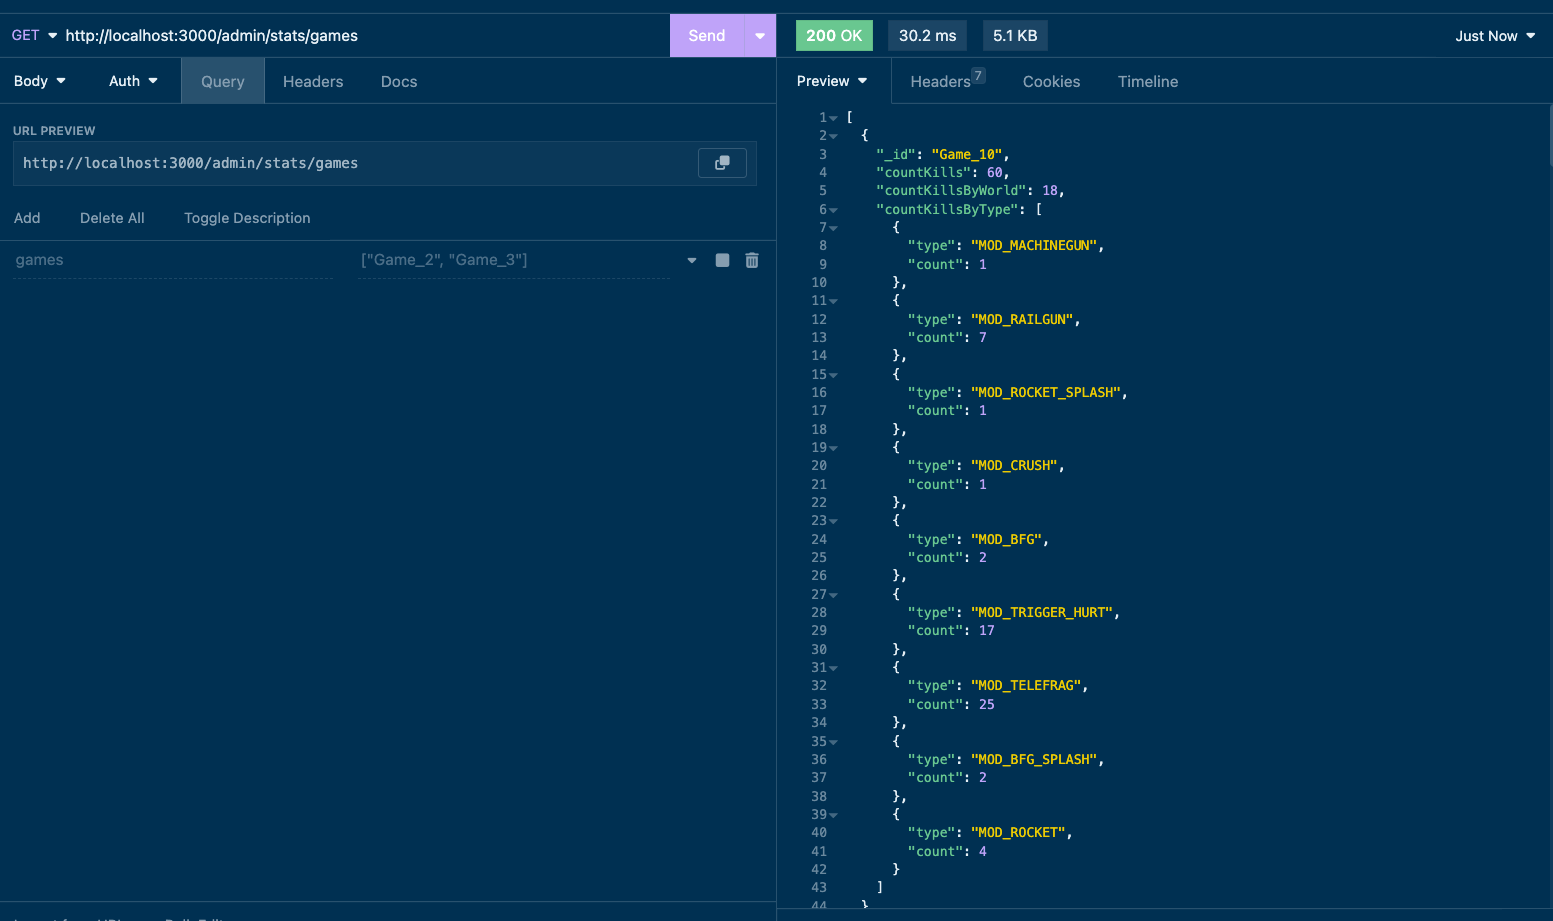 GET http://localhost:3000/admin/stats/games Send
200 OK 30.2 ms 5.1 KB Just Now
Body Auth Query Headers Docs
URL PREVIEW
http://localhost:3000/admin/stats/games
Add Delete All Toggle Description
games ["Game_2", "Game_3"]
Preview Headers 7 Cookies Timeline
1 [
2 {
3 "_id": "Game_10",
4 "countKills": 60,
5 "countKillsByWorld": 18,
6 "countKillsByType": [
7 {
8 "type": "MOD_MACHINEGUN",
9 "count": 1
10 },
11 {
12 "type": "MOD_RAILGUN",
13 "count": 7
14 },
15 {
16 "type": "MOD_ROCKET_SPLASH",
17 "count": 1
18 },
19 {
20 "type": "MOD_CRUSH",
21 "count": 1
22 },
23 {
24 "type": "MOD_BFG",
25 "count": 2
26 },
27 {
28 "type": "MOD_TRIGGER_HURT",
29 "count": 17
30 },
31 {
32 "type": "MOD_TELEFRAG",
33 "count": 25
34 },
35 {
36 "type": "MOD_BFG_SPLASH",
37 "count": 2
38 },
39 {
40 "type": "MOD_ROCKET",
41 "count": 4
42 }
43 ]
44 }